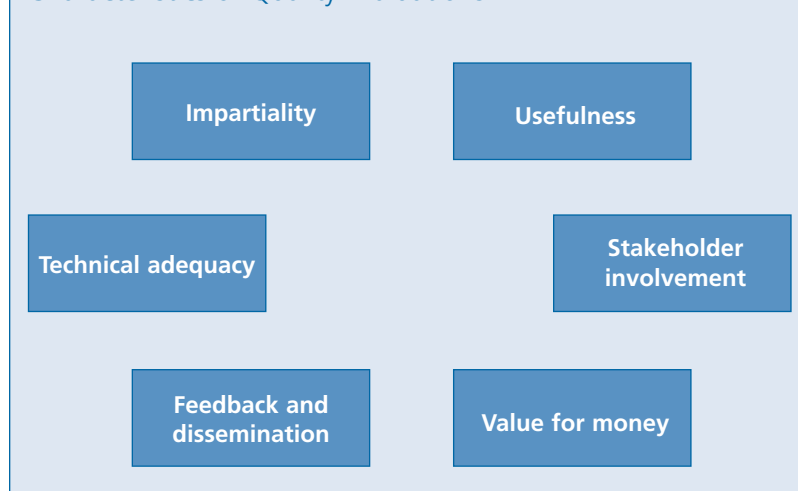 Impartiality
Usefulness
Technical adequacy
Stakeholder
involvement
Feedback and
dissemination
Value for money